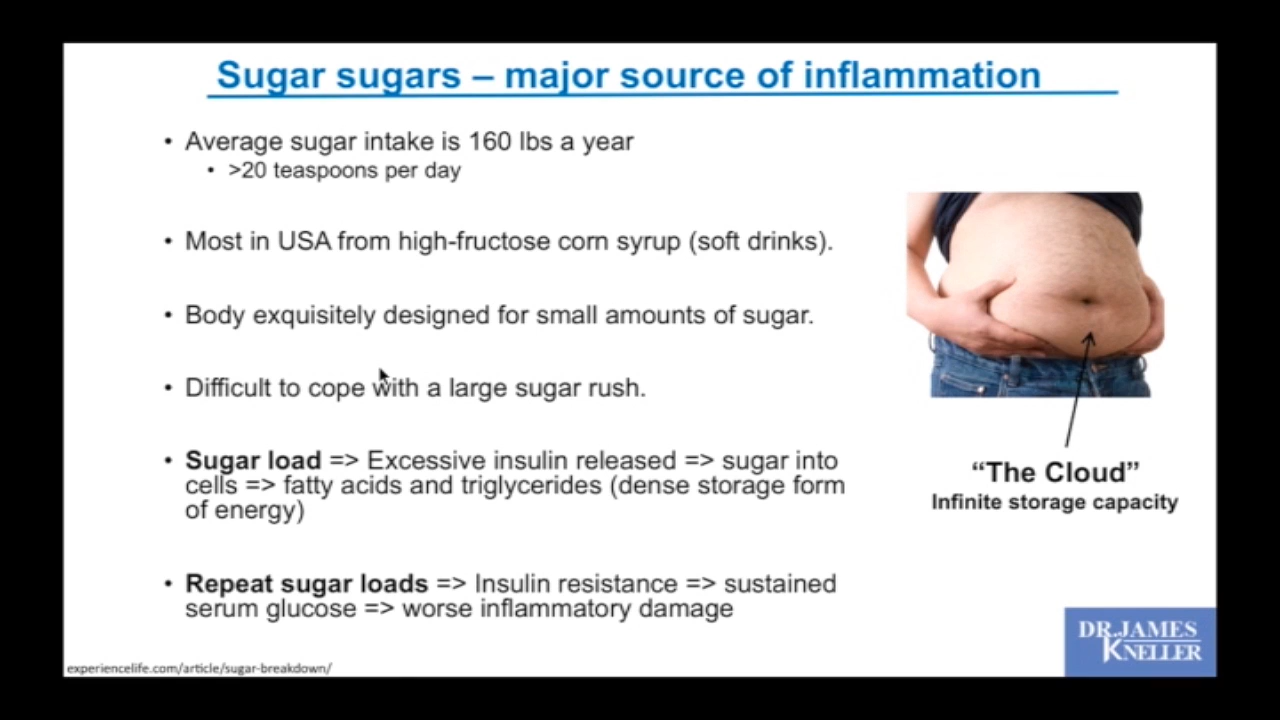 Sugar sugars – major source of inflammation
• Average sugar intake is 160 lbs a year
• >20 teaspoons per day
• Most in USA from high-fructose corn syrup (soft drinks).
• Body exquisitely designed for small amounts of sugar.
• Difficult to cope with a large sugar rush.
• Sugar load => Excessive insulin released => sugar into
cells => fatty acids and triglycerides (dense storage form
of energy)
• Repeat sugar loads => Insulin resistance => sustained
serum glucose => worse inflammatory damage
“The Cloud”
Infinite storage capacity
experiencelife.com/article/sugar-breakdown/
DR.JAMES
KNELLER